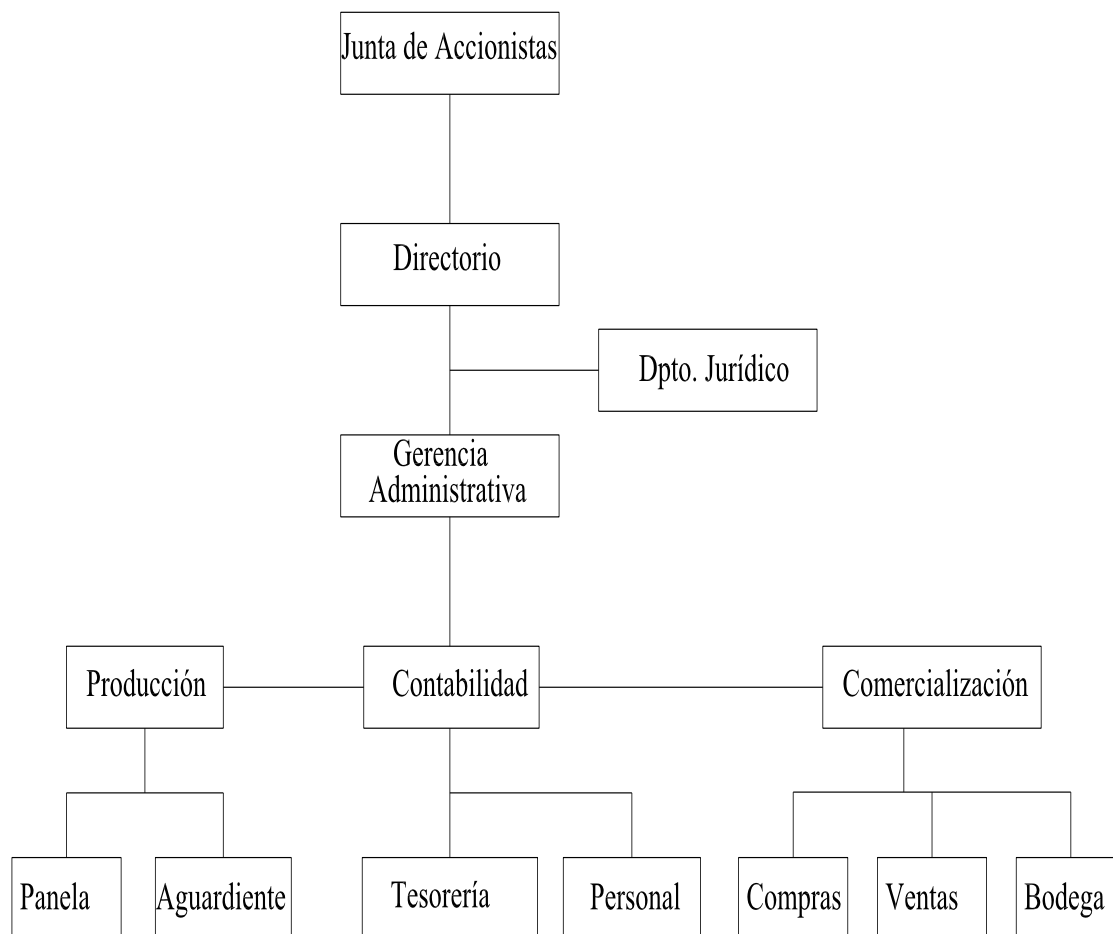 Junta de Accionistas
Directorio
Dpto. Jurídico
Gerencia
Administrativa
Producción
Contabilidad
Comercialización
Panela
Aguardiente
Tesorería
Personal
Compras
Ventas
Bodega